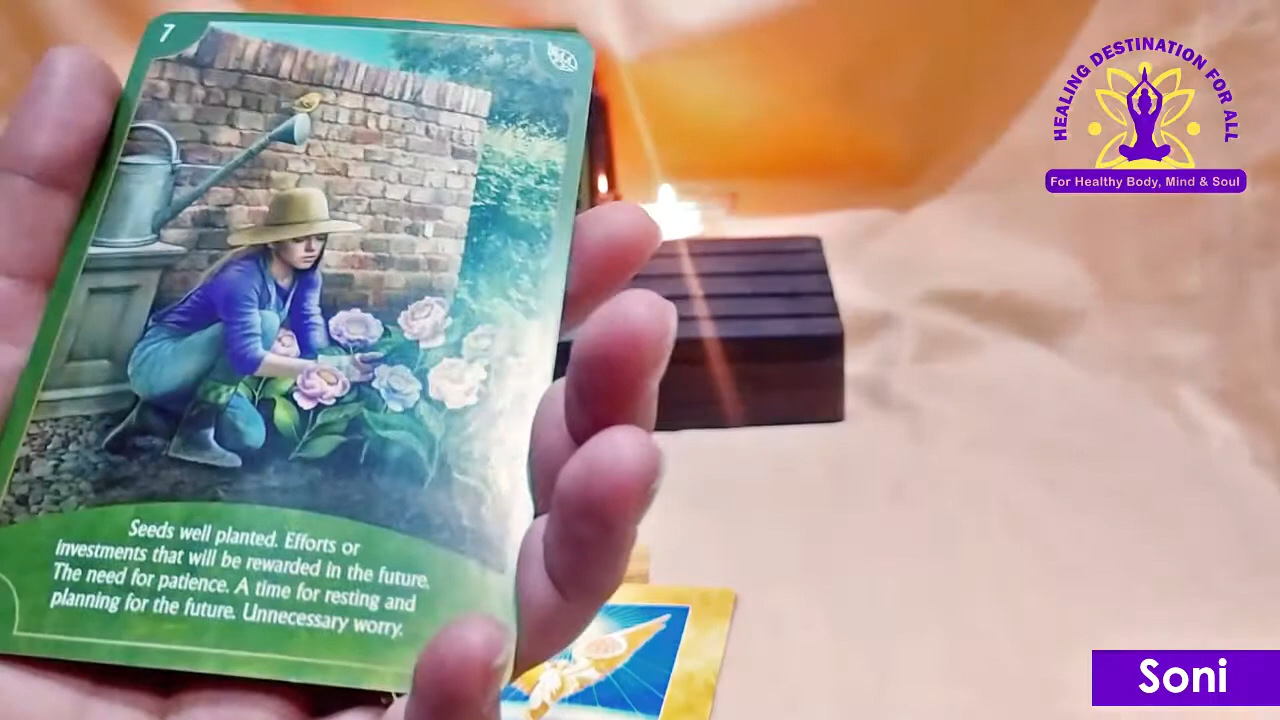 7
Seeds well planted. Efforts or
investments that will be rewarded in the future.
The need for patience. A time for resting and
planning for the future. Unnecessary worry.
HEALING DESTINATION FOR ALL
For Healthy Body, Mind & Soul
Soni